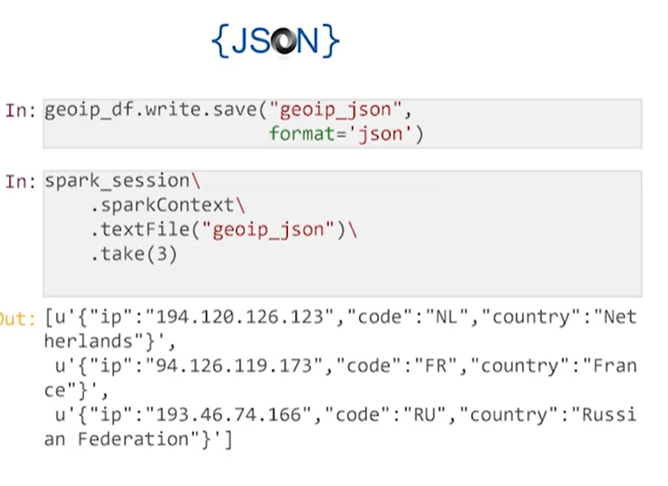 {JSON}
In: geoip_df.write.save("geoip_json",
format='json')
In: spark_session\
.sparkContext\
.textFile("geoip_json")\
.take(3)
Out: [u'{"ip":"194.120.126.123","code":"NL","country":"Net
herlands"}',
u'{"ip":"94.126.119.173","code":"FR","country":"Fran
ce"}',
u'{"ip":"193.46.74.166","code":"RU","country":"Russi
an Federation"}']